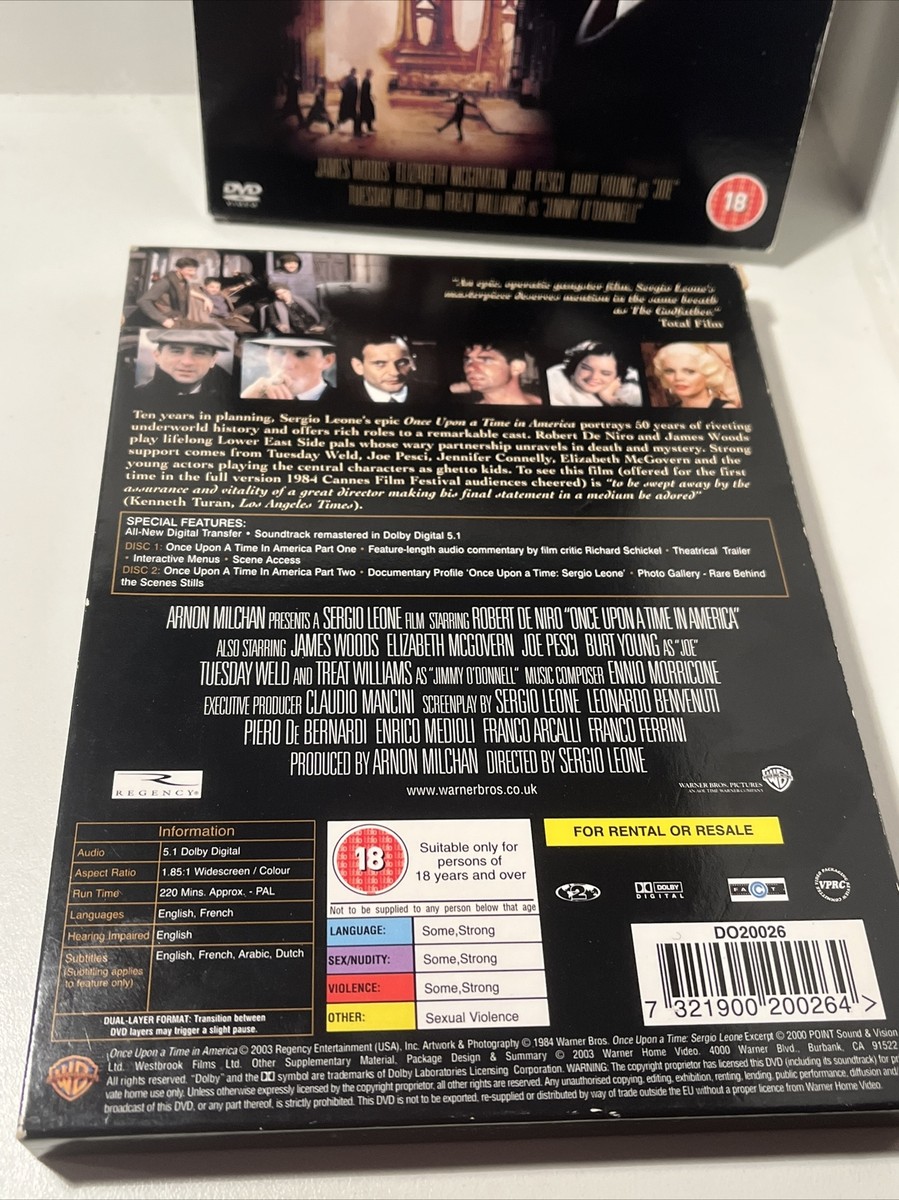 JAMES WOODS ELIZABETH MCGOVERN JOE PESCI BURT YOUNG AS "JOE"
TUESDAY WELD AND TREAT WILLIAMS AS "JIMMY O'DONNELL"
DVD
VIDEO
18
"An epic, operatic gangster film, Sergio Leone's
masterpiece deserves mention in the same breath
as The Godfather."
Total Film
Ten years in planning, Sergio Leone's epic Once Upon a Time in America portrays 50 years of riveting
underworld history and offers rich roles to a remarkable cast. Robert De Niro and James Woods
play lifelong Lower East Side pals whose wary partnership unravels in death and mystery. Strong
support comes from Tuesday Weld, Joe Pesci, Jennifer Connelly, Elizabeth McGovern and the
young actors playing the central characters as ghetto kids. To see this film (offered for the first
time in the full version 1984 Cannes Film Festival audiences cheered) is "to be swept away by the
assurance and vitality of a great director making his final statement in a medium be adored"
(Kenneth Turan, Los Angeles Times).
SPECIAL FEATURES:
All-New Digital Transfer • Soundtrack remastered in Dolby Digital 5.1
DISC 1: Once Upon A Time In America Part One • Feature-length audio commentary by film critic Richard Schickel • Theatrical Trailer
• Interactive Menus • Scene Access
DISC 2: Once Upon A Time In America Part Two • Documentary Profile 'Once Upon a Time: Sergio Leone' • Photo Gallery - Rare Behind
the Scenes Stills
ARNON MILCHAN PRESENTS A SERGIO LEONE FILM STARRING ROBERT DE NIRO "ONCE UPON A TIME IN AMERICA"
ALSO STARRING JAMES WOODS ELIZABETH MCGOVERN JOE PESCI BURT YOUNG AS "JOE"
TUESDAY WELD AND TREAT WILLIAMS AS "JIMMY O'DONNELL" MUSIC COMPOSER ENNIO MORRICONE
EXECUTIVE PRODUCER CLAUDIO MANCINI SCREENPLAY BY SERGIO LEONE LEONARDO BENVENUTI
PIERO DE BERNARDI ENRICO MEDIOLI FRANCO ARCALLI FRANCO FERRINI
PRODUCED BY ARNON MILCHAN DIRECTED BY SERGIO LEONE
R
REGENCY®
www.warnerbros.co.uk
WARNER BROS. PICTURES
AN AOL TIME WARNER COMPANY
Information
Audio 5.1 Dolby Digital
Aspect Ratio 1.85:1 Widescreen / Colour
Run Time 220 Mins. Approx. - PAL
Languages English, French
Hearing Impaired English
Subtitles English, French, Arabic, Dutch
(Subtitling applies
to feature only)
DUAL-LAYER FORMAT: Transition between
DVD layers may trigger a slight pause.
18
Suitable only for
persons of
18 years and over
Not to be supplied to any person below that age
LANGUAGE: Some,Strong
SEX/NUDITY: Some,Strong
VIOLENCE: Some,Strong
OTHER: Sexual Violence
FOR RENTAL OR RESALE
2
DOLBY
DIGITAL
FACT
VPRC
DO20026
7 321900 200264 >
Once Upon a Time in America © 2003 Regency Entertainment (USA), Inc. Artwork & Photography © 1984 Warner Bros. Once Upon a Time: Sergio Leone Excerpt © 2000 POINT Sound & Vision
Ltd. Westbrook Films Ltd. Other Supplementary Material, Package Design & Summary © 2003 Warner Home Video. 4000 Warner Blvd., Burbank, CA 91522.
All rights reserved. "Dolby" and the DD symbol are trademarks of Dolby Laboratories Licensing Corporation. WARNING: The copyright proprietor has licensed this DVD (including its soundtrack) for pri
vate home use only. Unless otherwise expressly licensed by the copyright proprietor, all other rights are reserved. Any unauthorised copying, editing, exhibition, renting, lending, public performance, diffusion and/
broadcast of this DVD, or any part thereof, is strictly prohibited. This DVD is not to be exported, re-supplied or distributed by way of trade outside the EU without a proper licence from Warner Home Video.